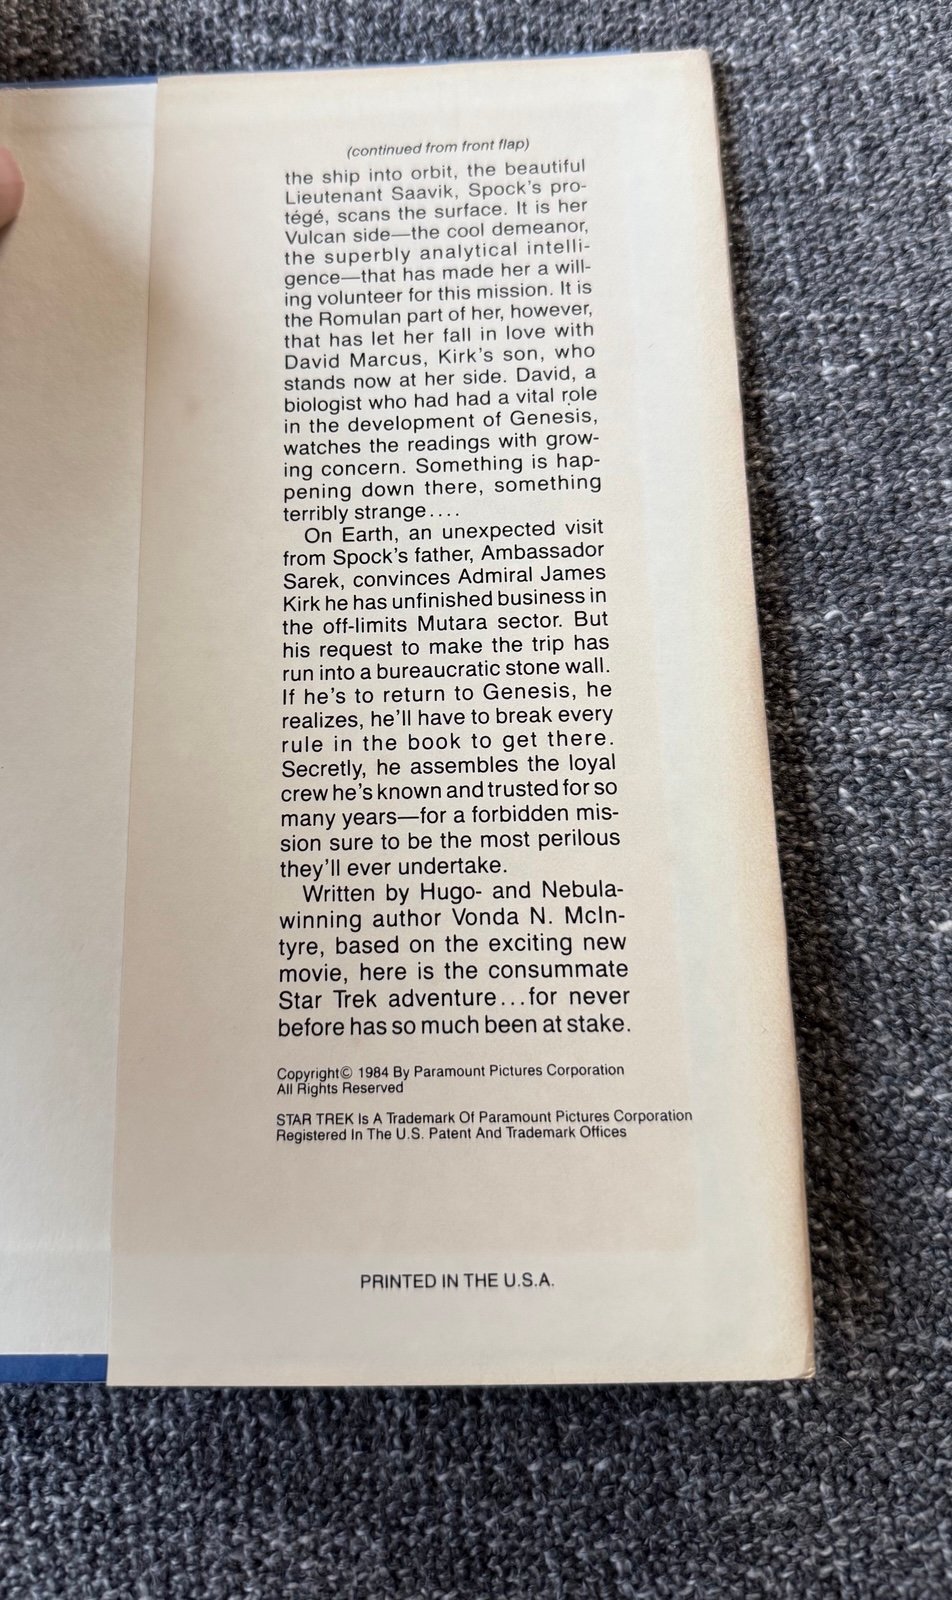 (continued from front flap)
the ship into orbit, the beautiful
Lieutenant Saavik, Spock's pro-
tégé, scans the surface. It is her
Vulcan side—the cool demeanor,
the superbly analytical intelli-
gence—that has made her a will-
ing volunteer for this mission. It is
the Romulan part of her, however,
that has let her fall in love with
David Marcus, Kirk's son, who
stands now at her side. David, a
biologist who had had a vital role
in the development of Genesis,
watches the readings with grow-
ing concern. Something is hap-
pening down there, something
terribly strange....
On Earth, an unexpected visit
from Spock's father, Ambassador
Sarek, convinces Admiral James
Kirk he has unfinished business in
the off-limits Mutara sector. But
his request to make the trip has
run into a bureaucratic stone wall.
If he's to return to Genesis, he
realizes, he'll have to break every
rule in the book to get there.
Secretly, he assembles the loyal
crew he's known and trusted for so
many years—for a forbidden mis-
sion sure to be the most perilous
they'll ever undertake.
Written by Hugo- and Nebula-
winning author Vonda N. McIn-
tyre, based on the exciting new
movie, here is the consummate
Star Trek adventure...for never
before has so much been at stake.
Copyright© 1984 By Paramount Pictures Corporation
All Rights Reserved
STAR TREK Is A Trademark Of Paramount Pictures Corporation
Registered In The U.S. Patent And Trademark Offices
PRINTED IN THE U.S.A.